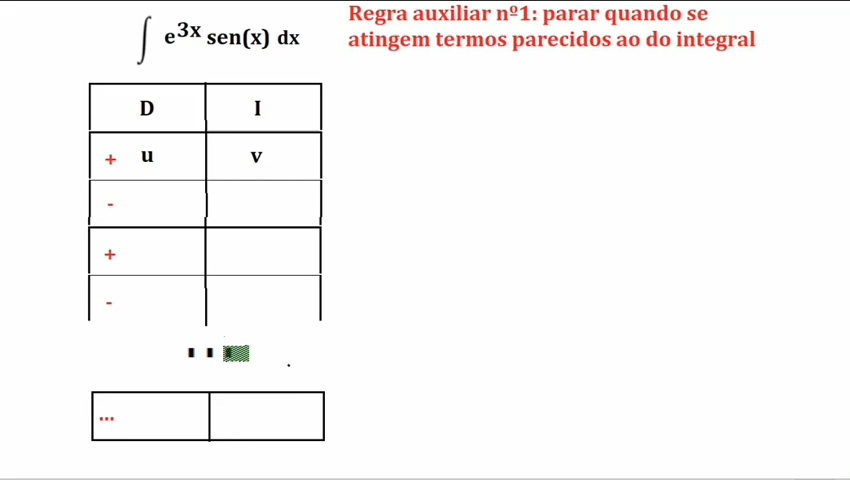 ∫ e^3x sen(x) dx
Regra auxiliar nº1: parar quando se
atingem termos parecidos ao do integral
D I
+ u v
-
+
-
...